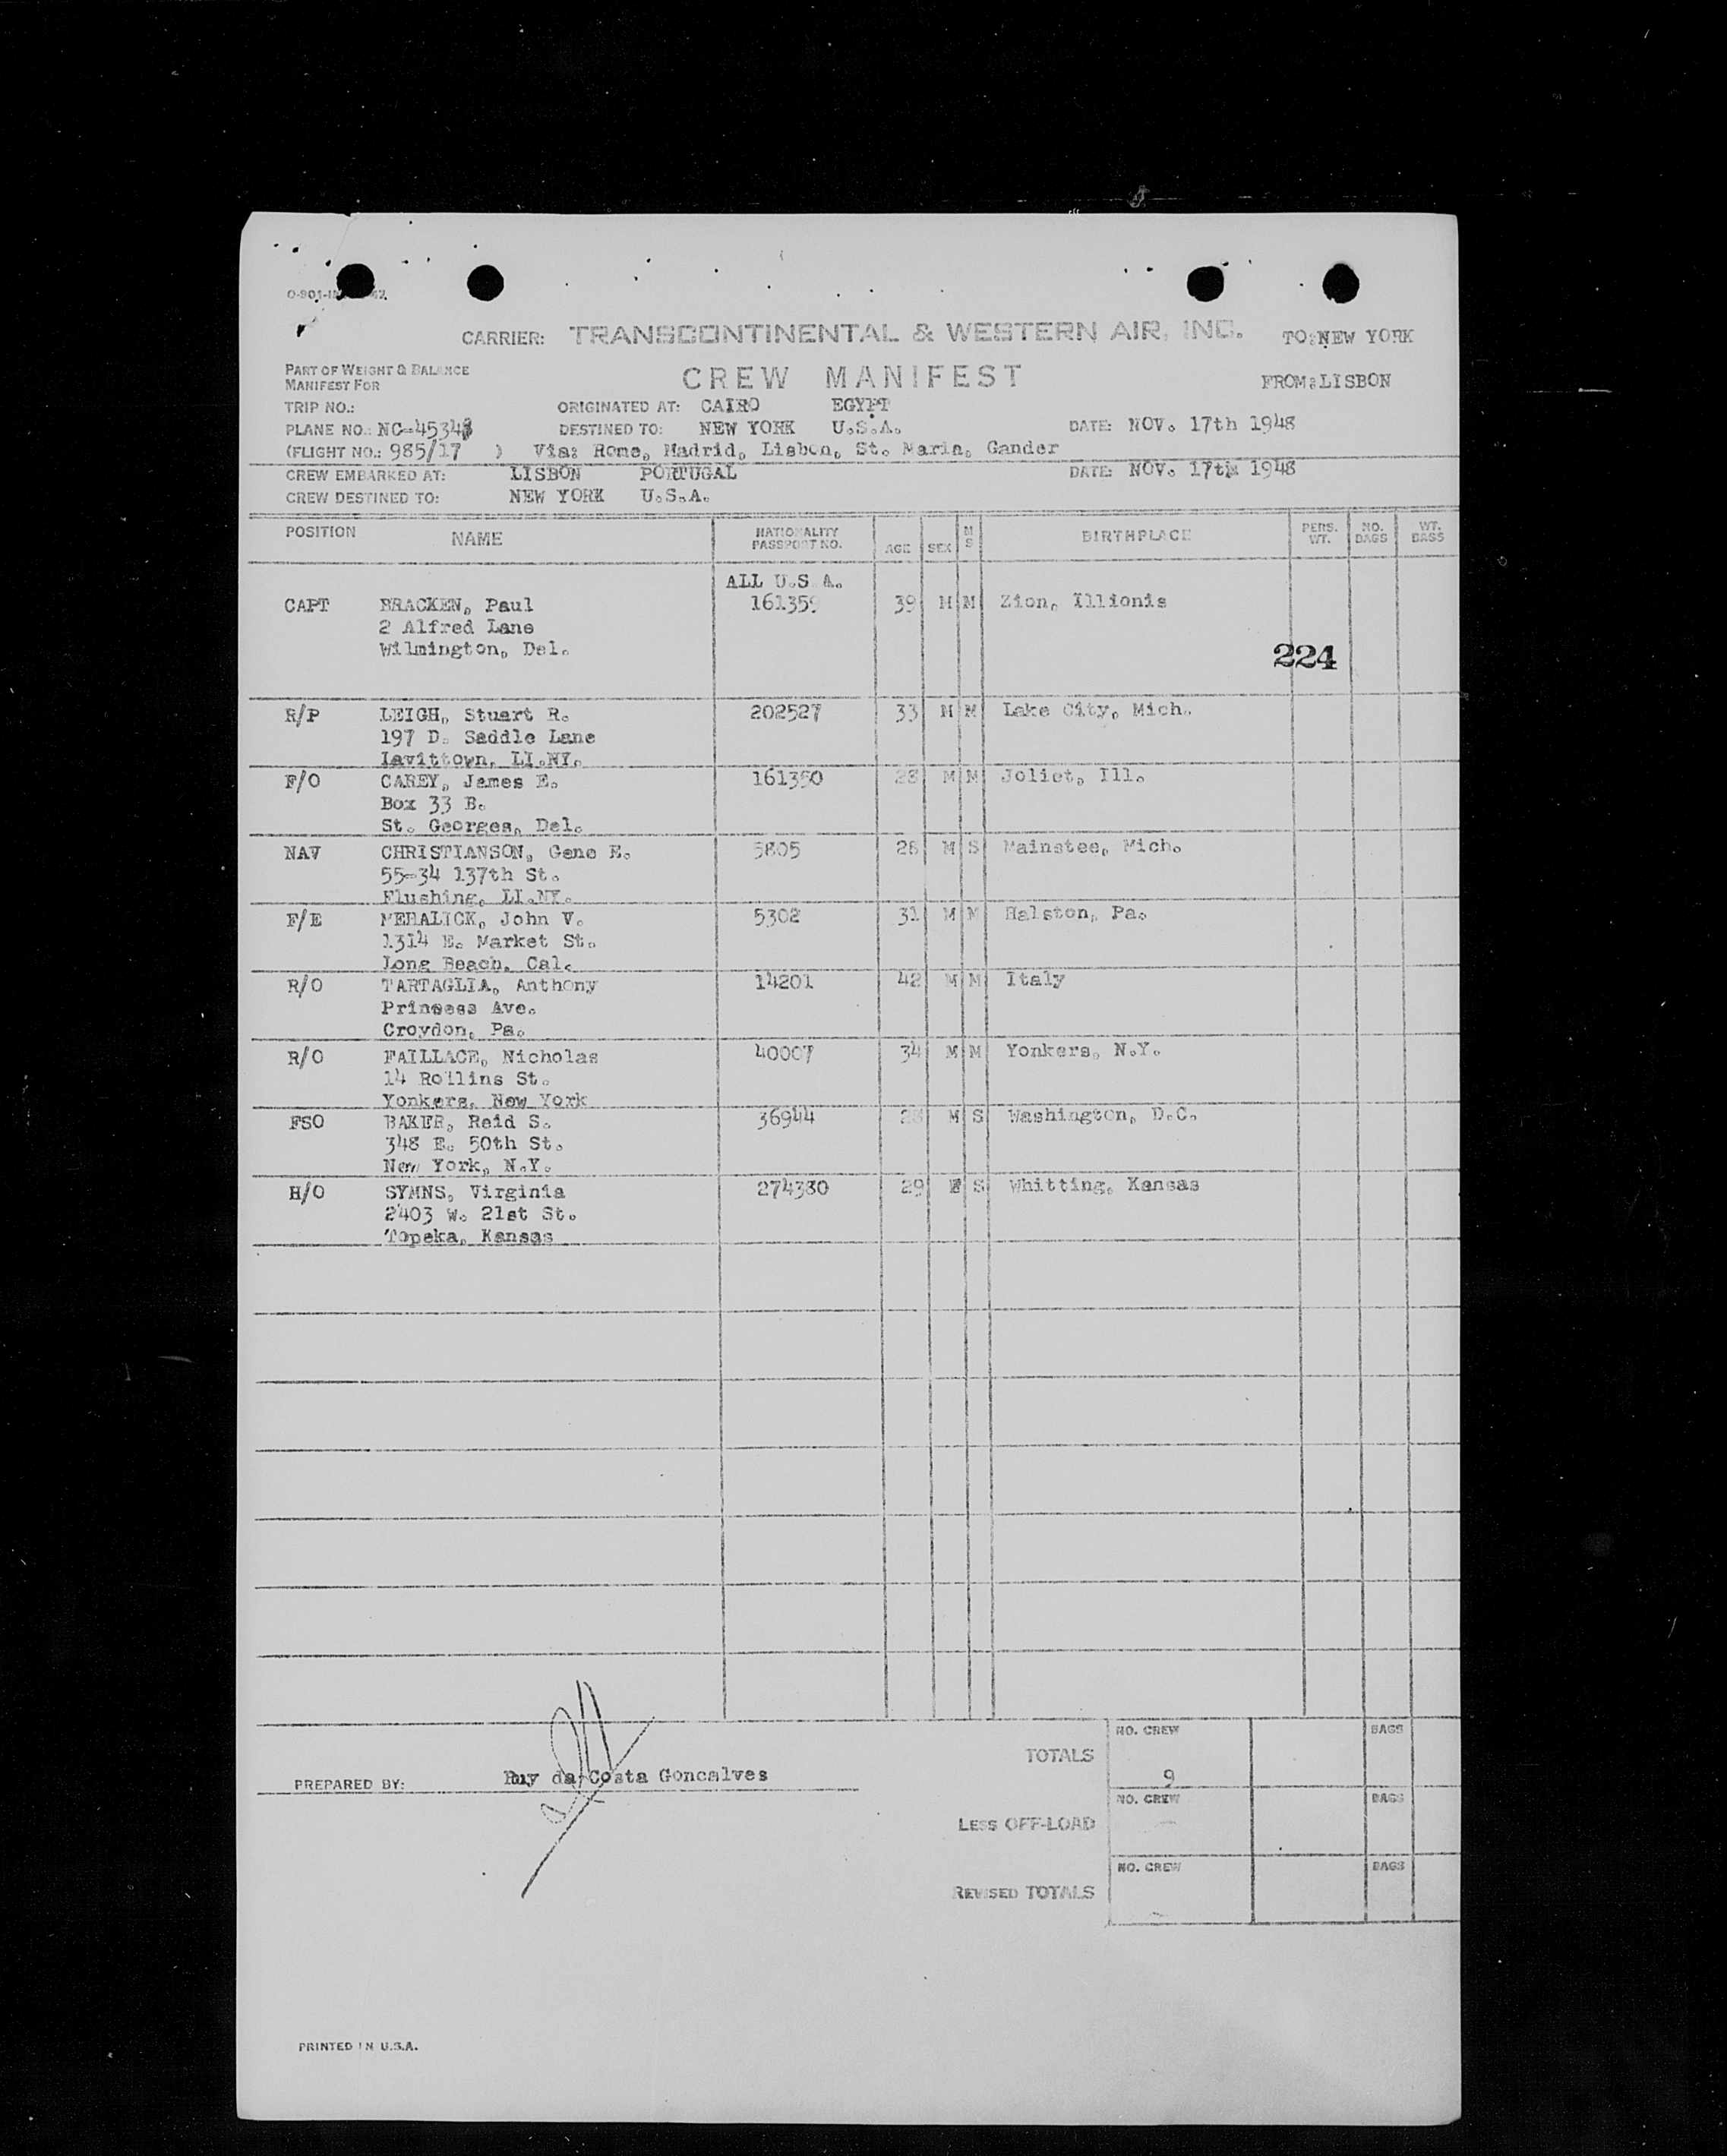 CARRIER: TRANSCONTINENTAL & WESTERN AIR, INC. TO:NEW YORK
PART OF WEIGHT & BALANCE
MANIFEST FOR
CREW MANIFEST FROM:LISBON
TRIP NO.: ORIGINATED AT: CAIRO EGYPT
PLANE NO.: DESTINED TO: NEW YORK U.S.A. DATE: NOV. 17th 1948
(FLIGHT NO.: 985/17 ) Via: Rome, Madrid, Lisbon, St. Maria, Gander
CREW EMBARKED AT: LISBON PORTUGAL DATE: NOV. 17th 1948
CREW DESTINED TO: NEW YORK U.S.A.
POSITION NAME NATIONALITY PASSPORT NO. AGE SEX M S BIRTHPLACE PERS. WT. NO. BAGS WT. BAGS
ALL U.S.A.
CAPT BRACKEN, Paul 161359 39 M M Zion, Illionis
2 Alfred Lane
Wilmington, Del.
224
R/P LEIGH, Stuart R. 202527 33 M M Lake City, Mich.
197 D. Saddle Lane
Lavittown, LI.NY.
F/O CAREY, James E. 161350 28 M M Joliet, Ill.
Box 33 B.
St. Georges, Del.
NAV CHRISTIANSON, Gene E. 5805 28 M S Mainstee, Mich.
55-34 137th St.
Flushing, LI.NY.
F/E MEHALICK, John V. 5302 31 M M Halston, Pa.
1314 E. Market St.
Long Beach, Cal.
R/O TARTAGLIA, Anthony 14201 42 M M Italy
Prinsess Ave.
Croydon, Pa.
R/O FAILLACE, Nicholas 40007 34 M M Yonkers, N.Y.
14 Rollins St.
Yonkers, New York
FSO BAKER, Reid S. 36944 M S Washington, D.C.
348 E. 50th St.
New York, N.Y.
H/O SYMNS, Virginia 274380 29 F S Whitting, Kansas
2403 W. 21st St.
Topeka, Kansas
NO. CREW BAGS
TOTALS
9
PREPARED BY: Ruy da Costa Goncalves
NO. CREW BAGS
LESS OFF-LOAD
NO. CREW BAGS
REVISED TOTALS
PRINTED IN U.S.A.